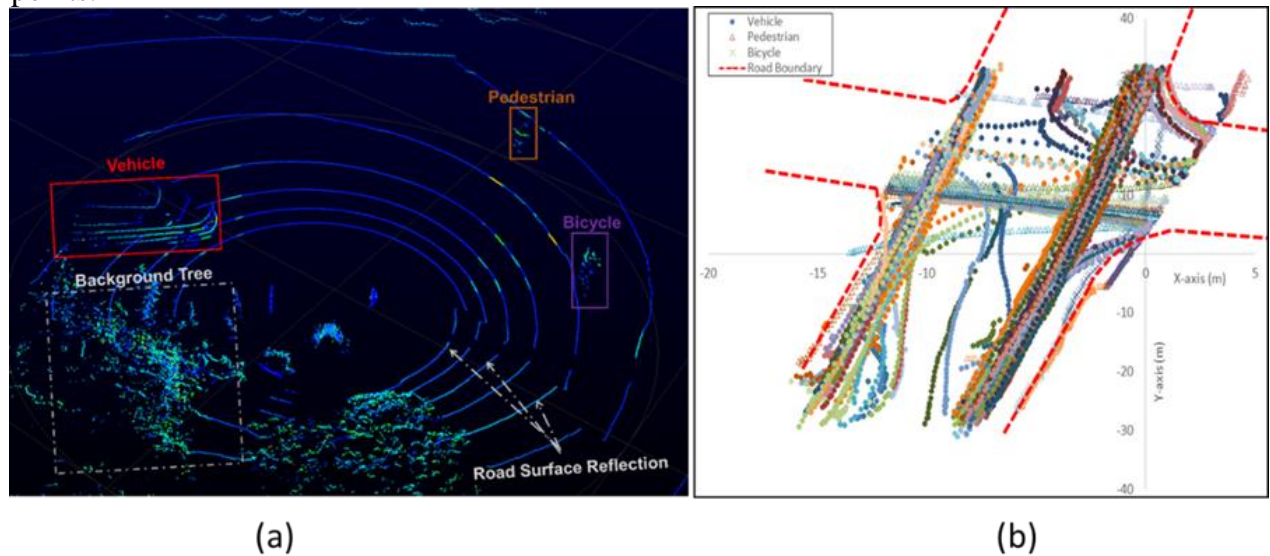 Pedestrian
Vehicle
Bicycle
Background Tree
Road Surface Reflection
(a)
Vehicle
Pedestrian
Bicycle
Road Boundary
40
10
-20
-15
-10
0
5
X-axis (m)
-10
-20
-30
-40
Y-axis (m)
(b)